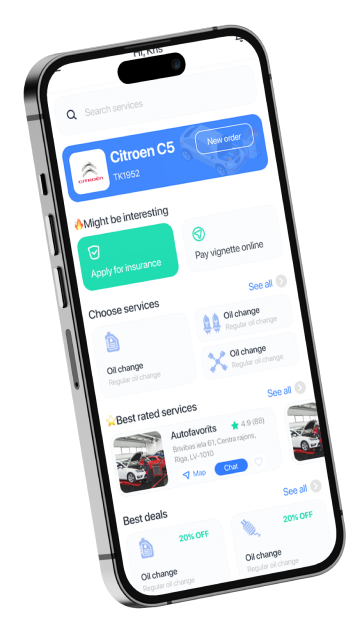 Hi, Kris
Search services
CITROËN
Citroen C5
TK1952
New order
🔥Might be interesting
Apply for insurance
Pay vignette online
Choose services
See all
Oil change
Regular oil change
Oil change
Regular oil change
Oil change
Regular oil change
⭐Best rated services
See all
Autofavorits
4.9 (88)
Brivibas iela 61, Centra rajons,
Riga, LV-1010
Map
Chat
Best deals
See all
20% OFF
Oil change
Regular oil change
20% OFF
Oil change
Regular oil change